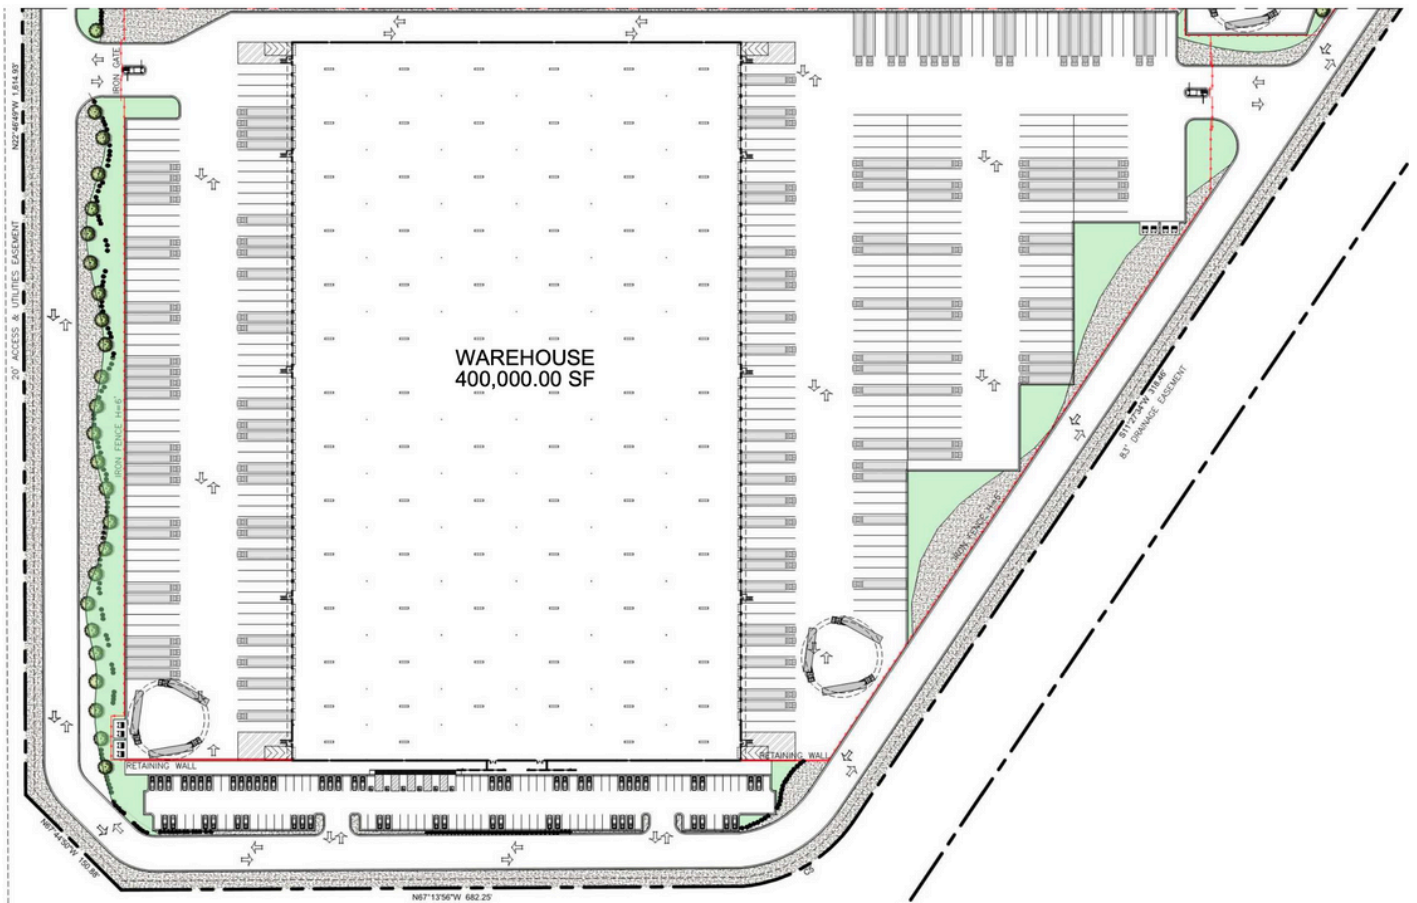 IRON GATE
N22°46'49"W 1,614.93'
20' ACCESS & UTILITIES EASEMENT
IRON FENCE H=6'
WAREHOUSE
400,000.00 SF
S11°27'34"W 318.46'
83' DRAINAGE EASEMENT
IRON FENCE H=6'
RETAINING WALL
RETAINING WALL
N67°44'50"W 150.88'
N67°13'56"W 682.25'